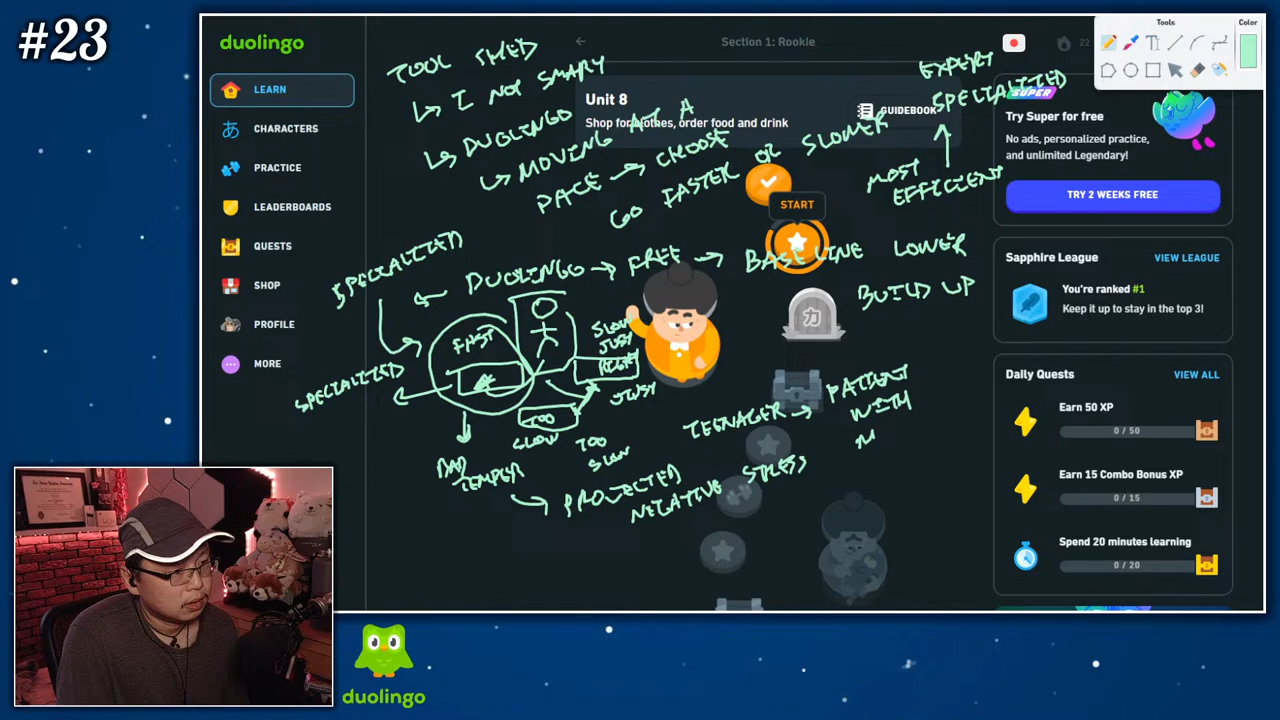 #23
duolingo
LEARN
CHARACTERS
PRACTICE
LEADERBOARDS
QUESTS
SHOP
PROFILE
MORE
Section 1: Rookie
22
Tools
Color
Unit 8
Shop for clothes, order food and drink
GUIDEBOOK
START
力
TOOL SHED
I NOT SMART
DUOLINGO
MOVING AT A
PACE → CHOOSE
GO FASTER OR SLOWER
EXPERT
SPECIALIZED
MOST
EFFICIENT
SPECIALIZED
DUOLINGO → FREE → BASELINE LOWER
BUILD UP
FAST
SLOW
JUST
RIGHT
JUST
SPECIALIZED
TOO
SLOW
TOO
SLOW
BAD
TEMPER
PROJECTED
NEGATIVE STRESS
TEENAGER → PATIENT
WITH
SUPER
Try Super for free
No ads, personalized practice,
and unlimited Legendary!
TRY 2 WEEKS FREE
Sapphire League
VIEW LEAGUE
You're ranked #1
Keep it up to stay in the top 3!
Daily Quests
VIEW ALL
Earn 50 XP
0 / 50
Earn 15 Combo Bonus XP
0 / 15
Spend 20 minutes learning
0 / 20
duolingo